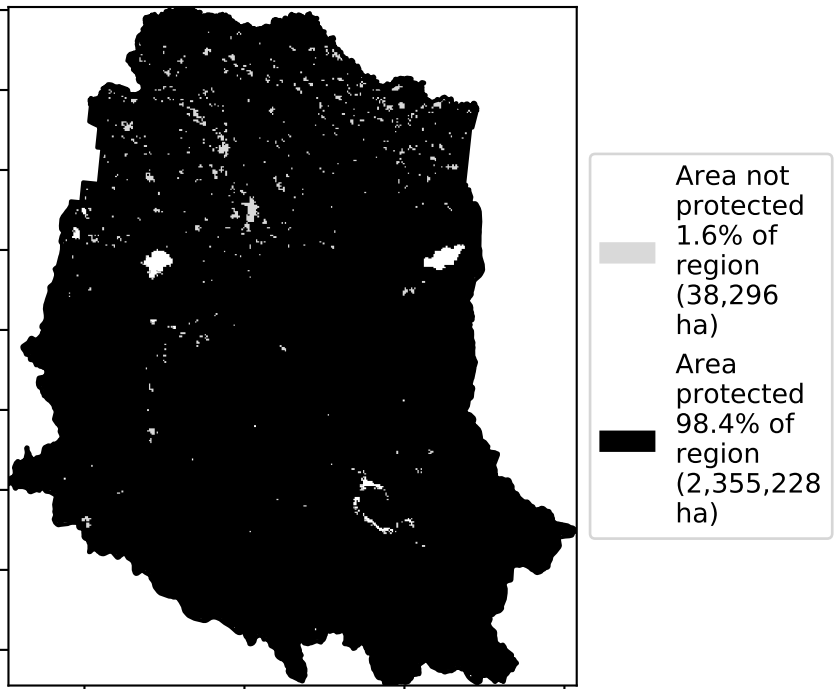 Area not
protected
1.6% of
region
(38,296
ha)
Area
protected
98.4% of
region
(2,355,228
ha)